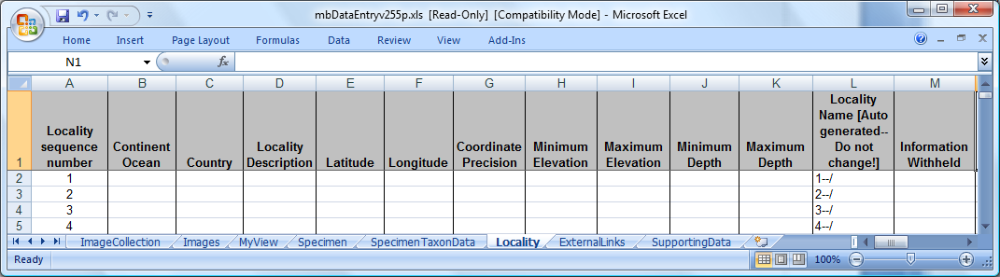 mbDataEntryv255p.xls [Read-Only] [Compatibility Mode] - Microsoft Excel
Home Insert Page Layout Formulas Data Review View Add-Ins
N1 fx
A B C D E F G H I J K L M
1 Locality sequence number Continent Ocean Country Locality Description Latitude Longitude Coordinate Precision Minimum Elevation Maximum Elevation Minimum Depth Maximum Depth Locality Name [Auto generated-- Do not change!] Information Withheld
2 1 1--/
3 2 2--/
4 3 3--/
5 4 4--/
ImageCollection Images MyView Specimen SpecimenTaxonData Locality ExternalLinks SupportingData
Ready 100%